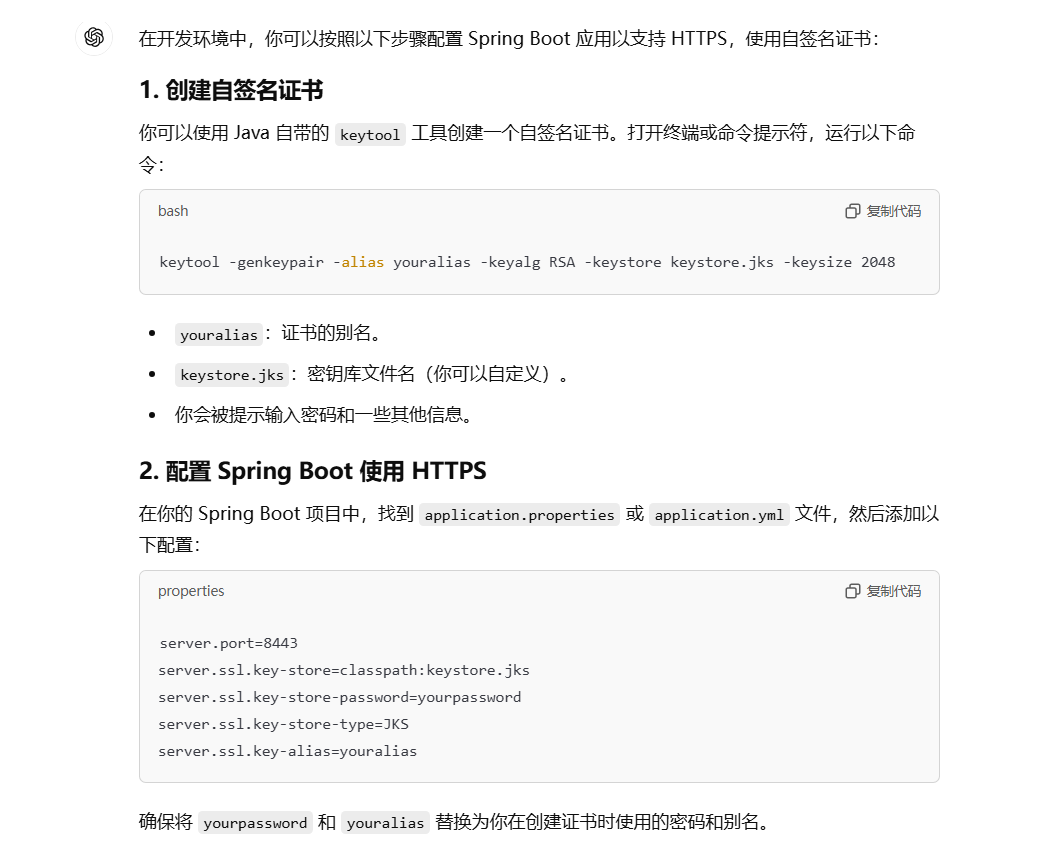 在开发环境中，你可以按照以下步骤配置 Spring Boot 应用以支持 HTTPS，使用自签名证书：
1. 创建自签名证书
你可以使用 Java 自带的 keytool 工具创建一个自签名证书。打开终端或命令提示符，运行以下命
令：
bash 复制代码
keytool -genkeypair -alias youralias -keyalg RSA -keystore keystore.jks -keysize 2048
• youralias：证书的别名。
• keystore.jks：密钥库文件名（你可以自定义）。
• 你会被提示输入密码和一些其他信息。
2. 配置 Spring Boot 使用 HTTPS
在你的 Spring Boot 项目中，找到 application.properties 或 application.yml 文件，然后添加以
下配置：
properties 复制代码
server.port=8443
server.ssl.key-store=classpath:keystore.jks
server.ssl.key-store-password=yourpassword
server.ssl.key-store-type=JKS
server.ssl.key-alias=youralias
确保将 yourpassword 和 youralias 替换为你在创建证书时使用的密码和别名。